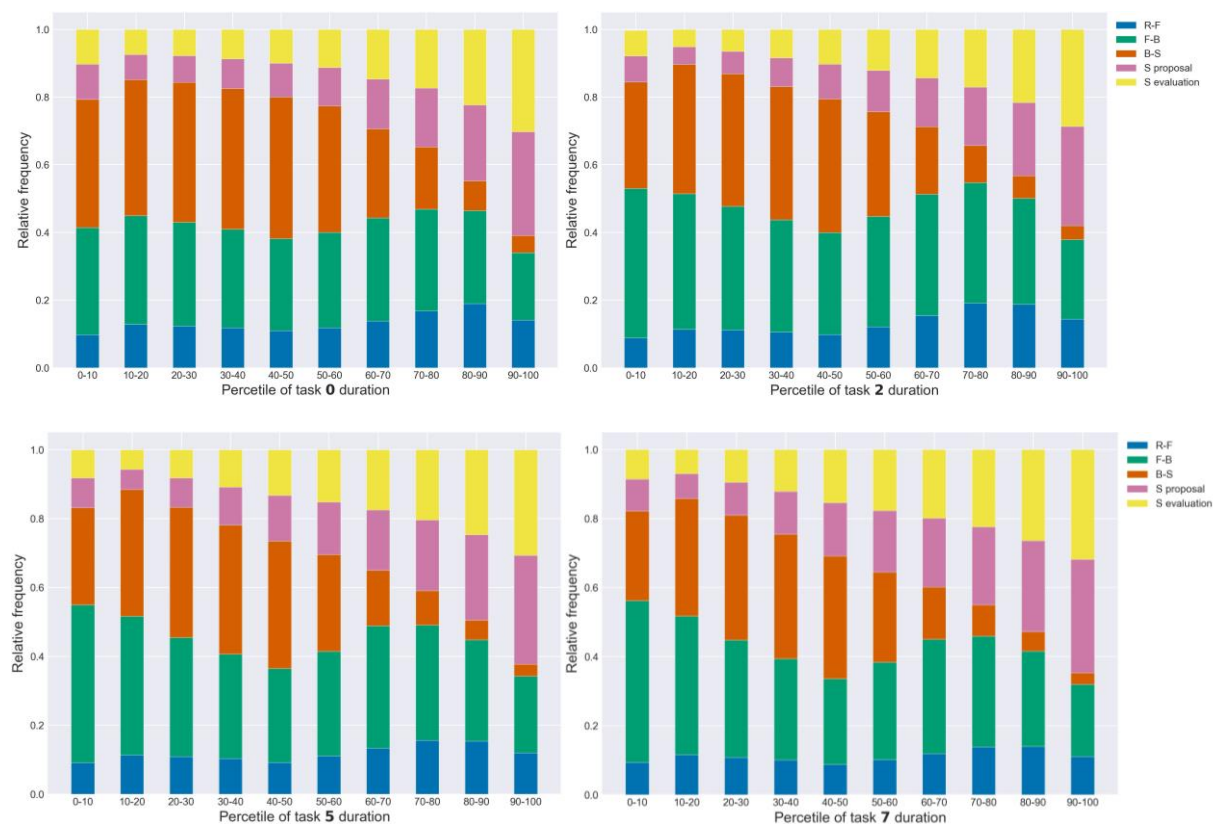 1.0
0.8
0.6
0.4
0.2
0.0
Relative frequency
0-10 10-20 20-30 30-40 40-50 50-60 60-70 70-80 80-90 90-100
Percetile of task 0 duration
1.0
0.8
0.6
0.4
0.2
0.0
Relative frequency
0-10 10-20 20-30 30-40 40-50 50-60 60-70 70-80 80-90 90-100
Percetile of task 2 duration
R-F
F-B
B-S
S proposal
S evaluation
1.0
0.8
0.6
0.4
0.2
0.0
Relative frequency
0-10 10-20 20-30 30-40 40-50 50-60 60-70 70-80 80-90 90-100
Percetile of task 5 duration
1.0
0.8
0.6
0.4
0.2
0.0
Relative frequency
0-10 10-20 20-30 30-40 40-50 50-60 60-70 70-80 80-90 90-100
Percetile of task 7 duration
R-F
F-B
B-S
S proposal
S evaluation